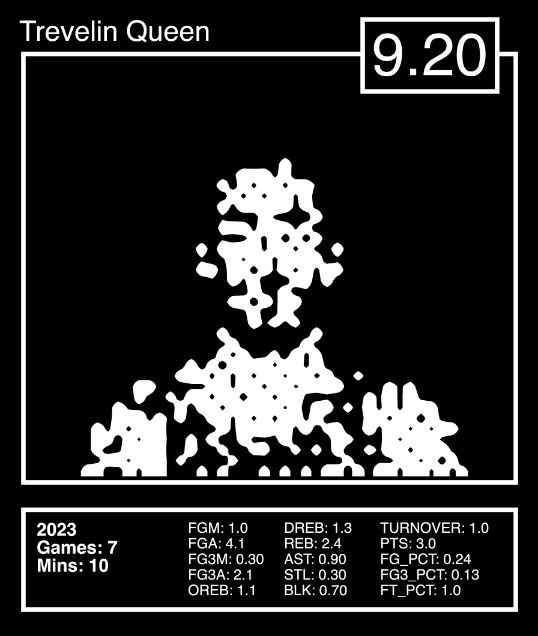 Trevelin Queen
9.20
2023
Games: 7
Mins: 10
FGM: 1.0
FGA: 4.1
FG3M: 0.30
FG3A: 2.1
OREB: 1.1
DREB: 1.3
REB: 2.4
AST: 0.90
STL: 0.30
BLK: 0.70
TURNOVER: 1.0
PTS: 3.0
FG_PCT: 0.24
FG3_PCT: 0.13
FT_PCT: 1.0